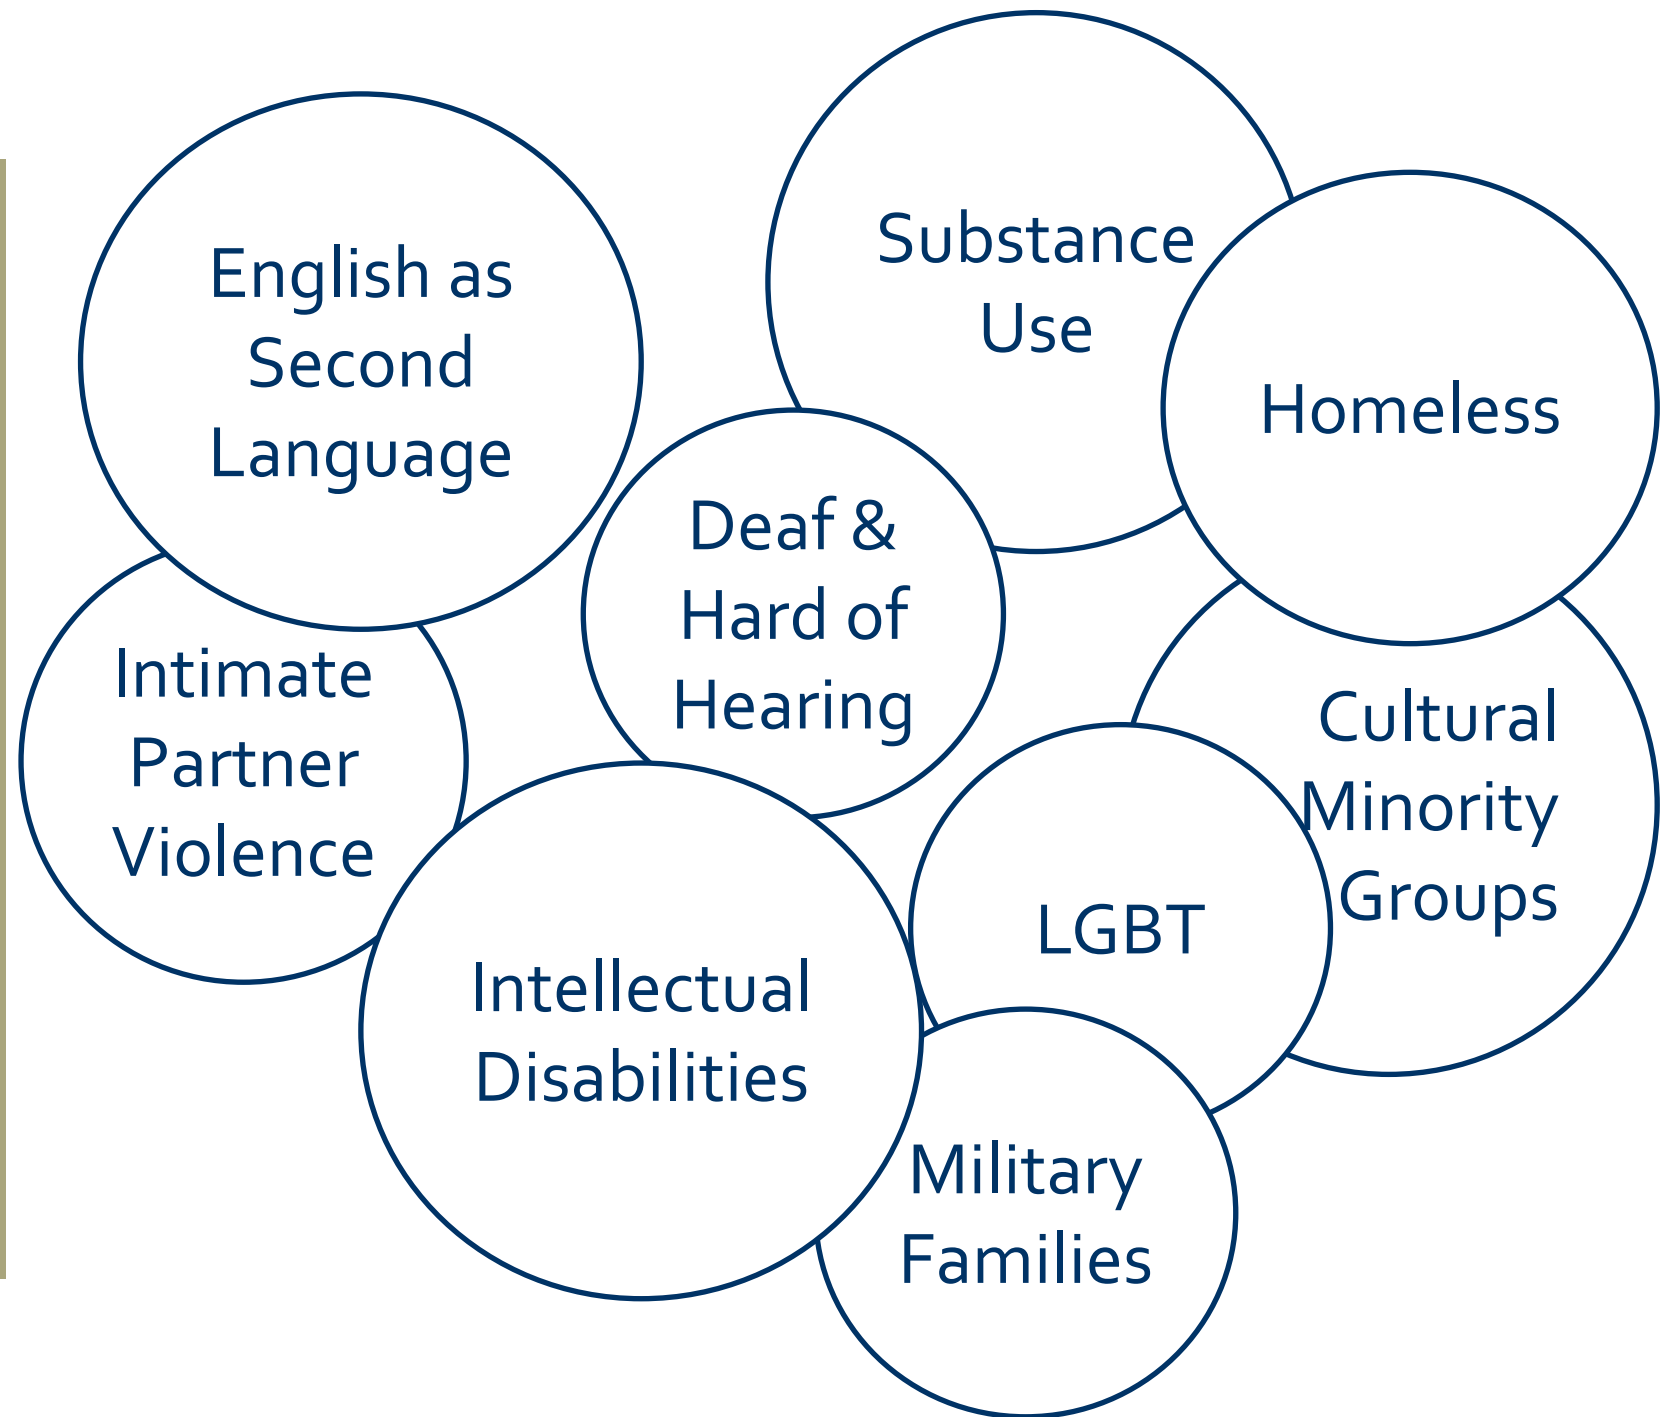 English as
Second
Language
Substance
Use
Homeless
Deaf &
Hard of
Hearing
Intimate
Partner
Violence
Cultural
Minority
Groups
LGBT
Intellectual
Disabilities
Military
Families